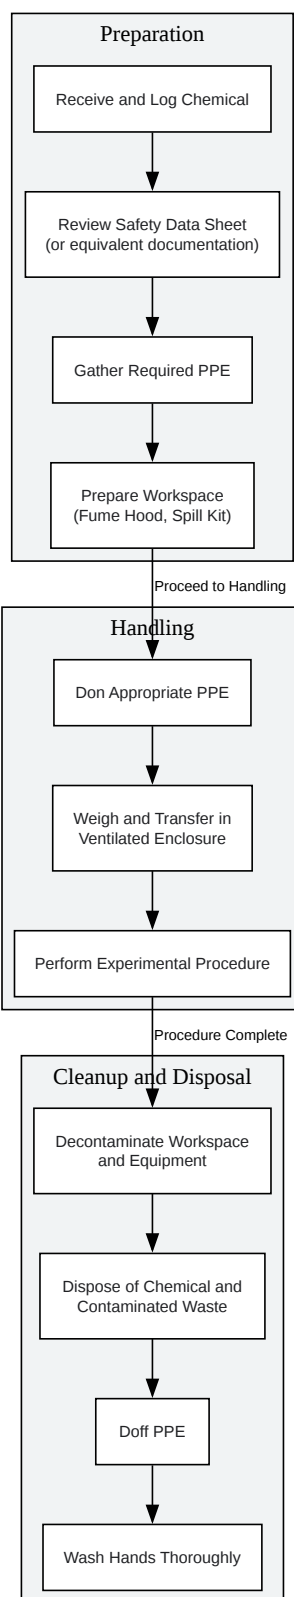 Preparation
Receive and Log Chemical
Review Safety Data Sheet
(or equivalent documentation)
Gather Required PPE
Prepare Workspace
(Fume Hood, Spill Kit)
Proceed to Handling
Handling
Don Appropriate PPE
Weigh and Transfer in
Ventilated Enclosure
Perform Experimental Procedure
Procedure Complete
Cleanup and Disposal
Decontaminate Workspace
and Equipment
Dispose of Chemical and
Contaminated Waste
Doff PPE
Wash Hands Thoroughly